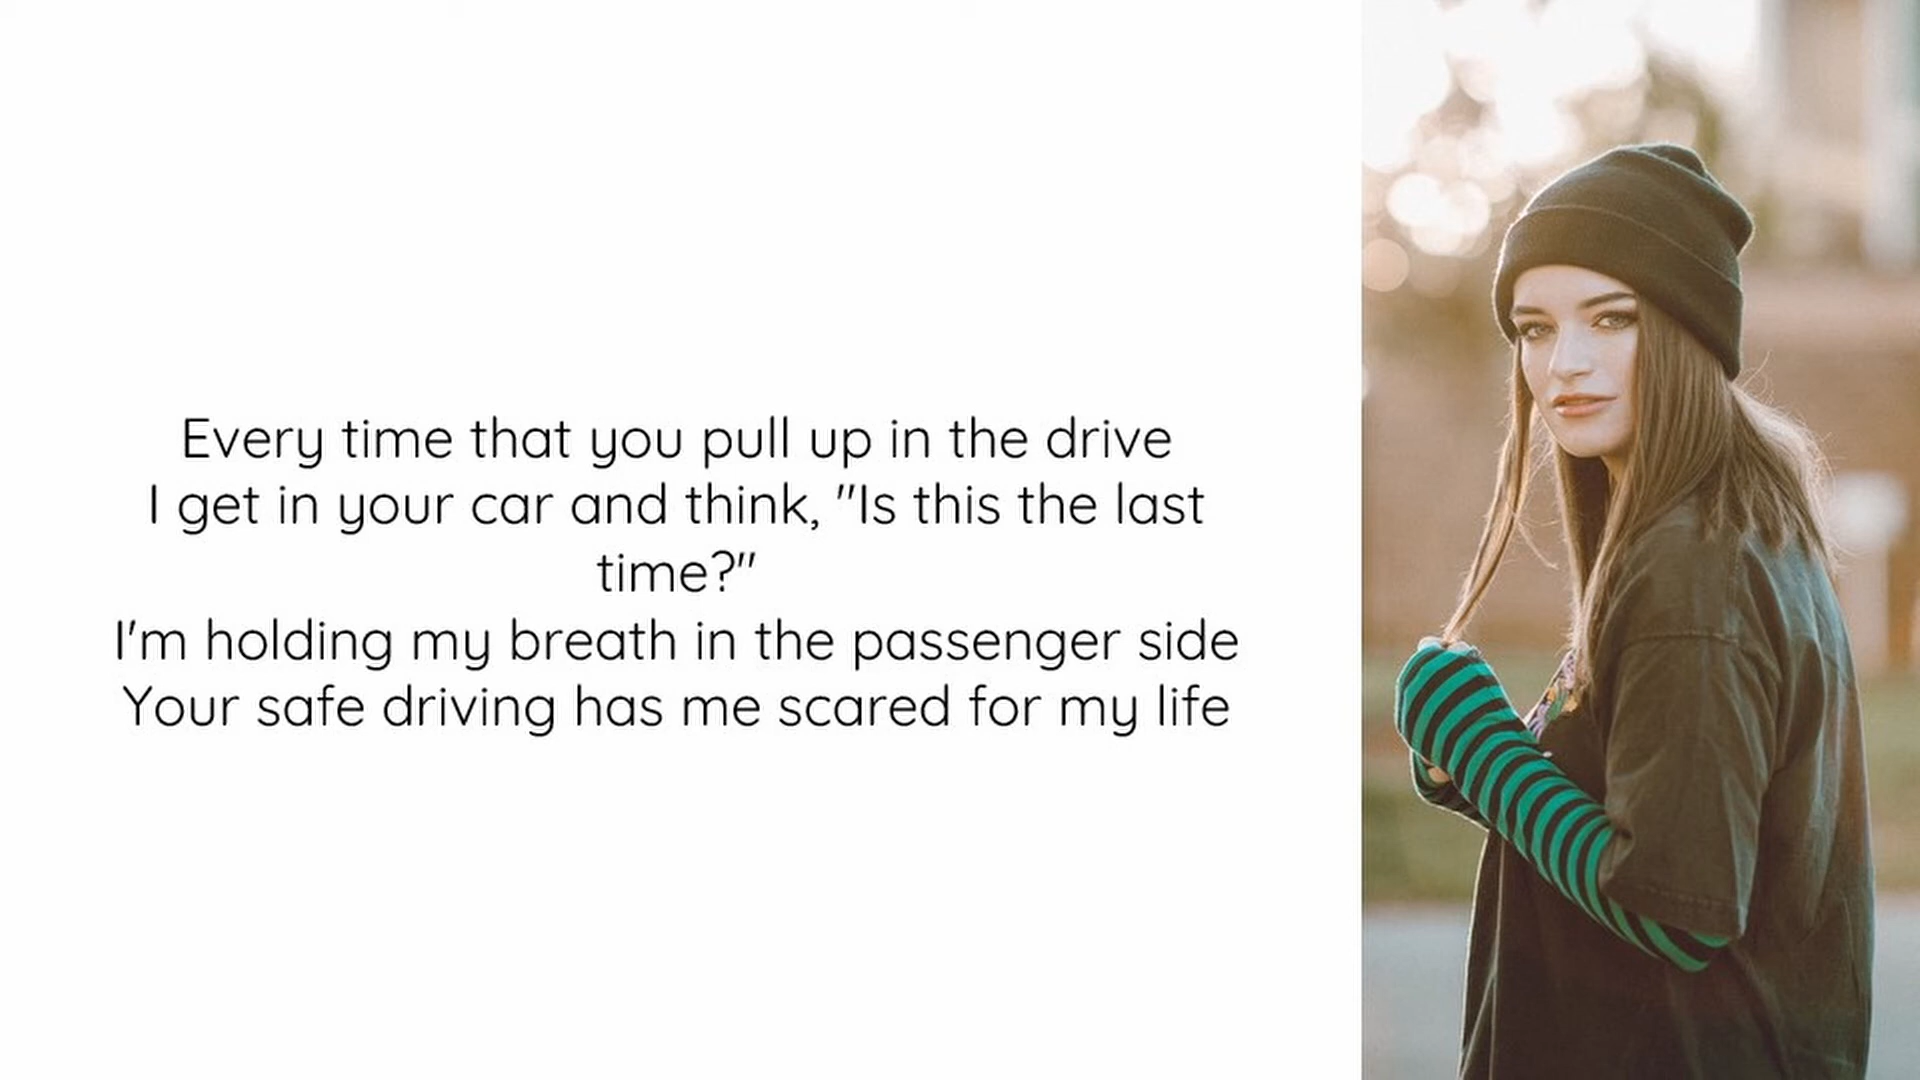 Every time that you pull up in the drive
I get in your car and think, "Is this the last
time?"
I'm holding my breath in the passenger side
Your safe driving has me scared for my life